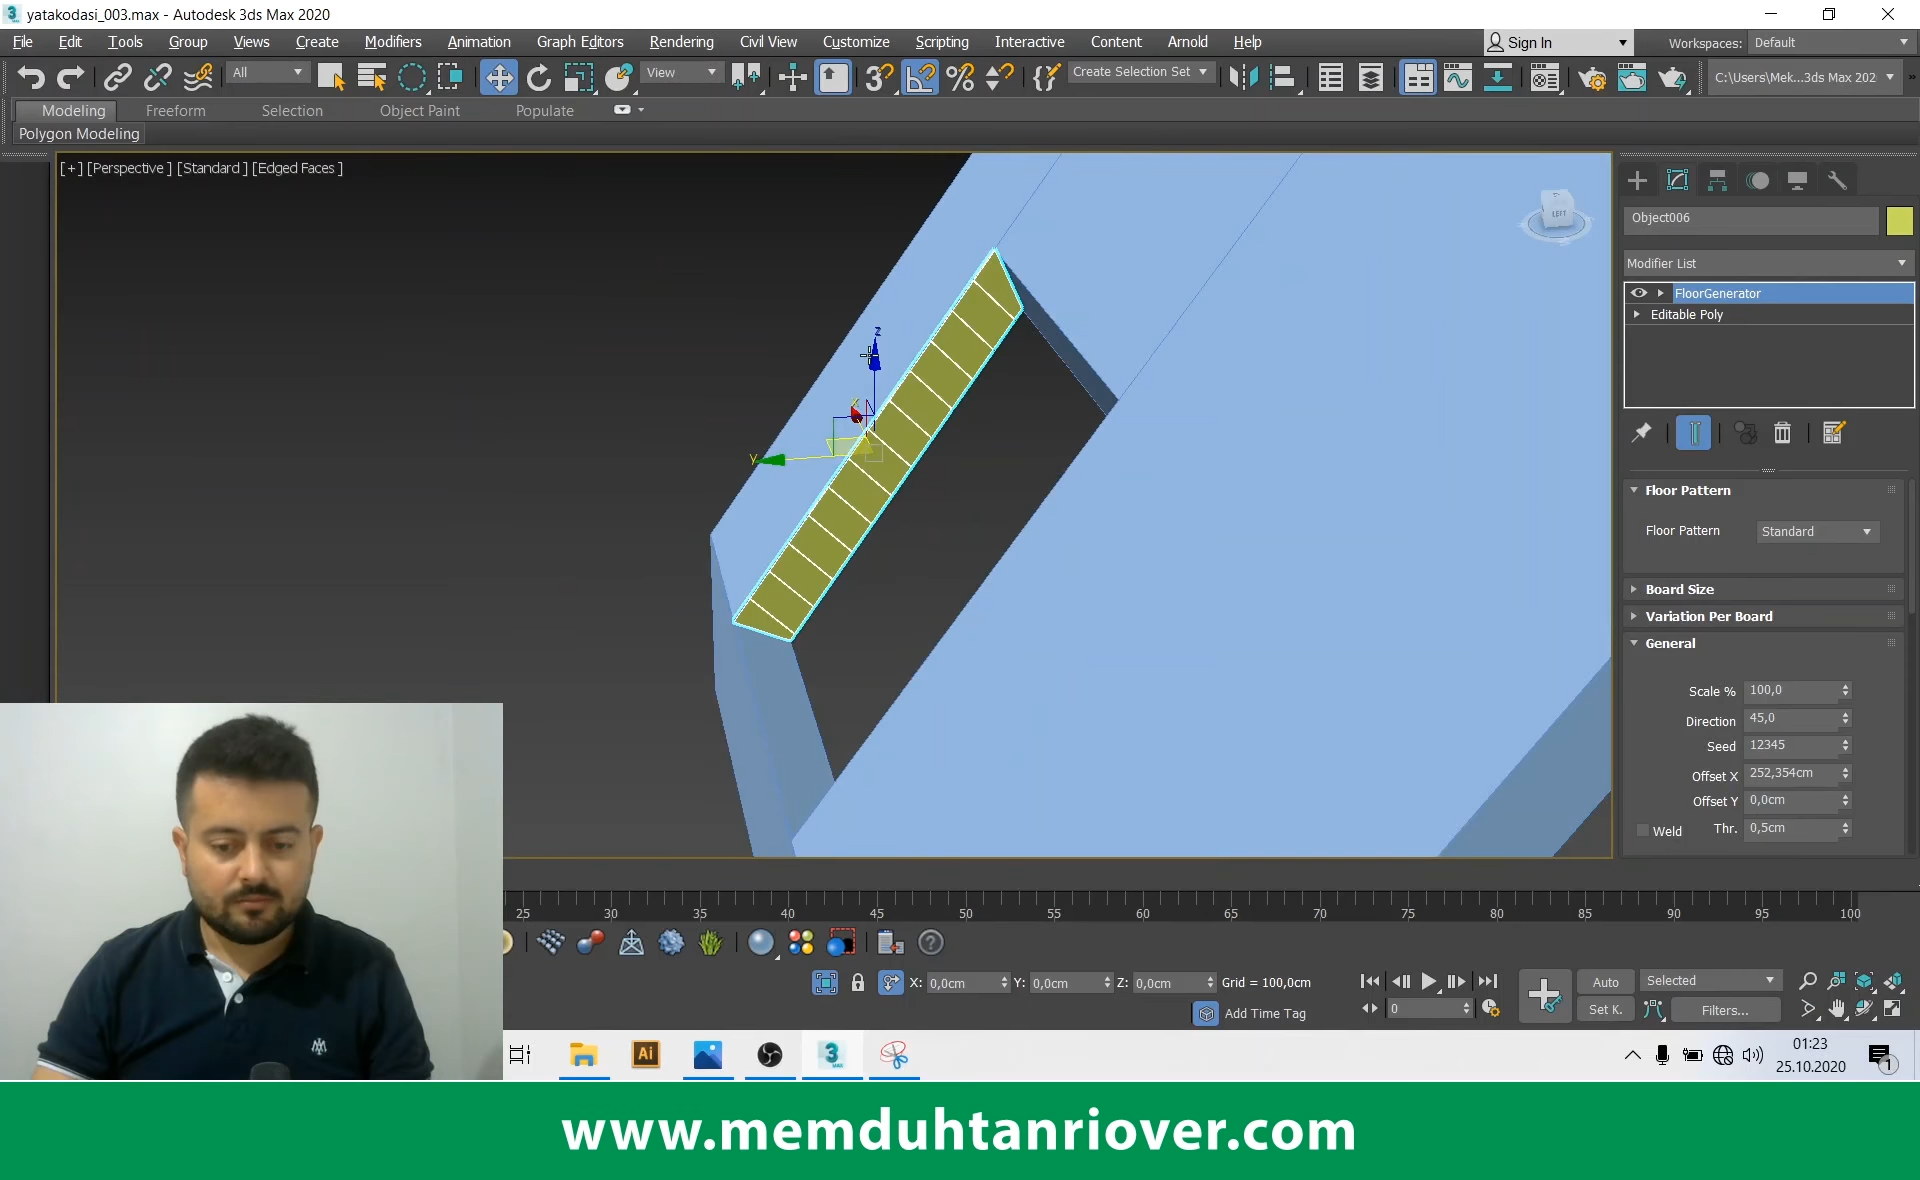 yatakodasi_003.max - Autodesk 3ds Max 2020
File Edit Tools Group Views Create Modifiers Animation Graph Editors Rendering Civil View Customize Scripting Interactive Content Arnold Help
Sign In
Workspaces: Default
All
View
Create Selection Set
C:\Users\Mek...3ds Max 202
Modeling Freeform Selection Object Paint Populate
Polygon Modeling
[+] [Perspective ] [Standard ] [Edged Faces ]
LEFT
z
x
y
Object006
Modifier List
FloorGenerator
Editable Poly
Floor Pattern
Floor Pattern Standard
Board Size
Variation Per Board
General
Scale % 100,0
Direction 45,0
Seed 12345
Offset X 252,354cm
Offset Y 0,0cm
Weld Thr. 0,5cm
25 30 35 40 45 50 55 60 65 70 75 80 85 90 95 100
X: 0,0cm Y: 0,0cm Z: 0,0cm Grid = 100,0cm
Add Time Tag
0
Auto Selected
Set K. Filters...
Ai
3
01:23
25.10.2020
1
www.memduhtanriover.com